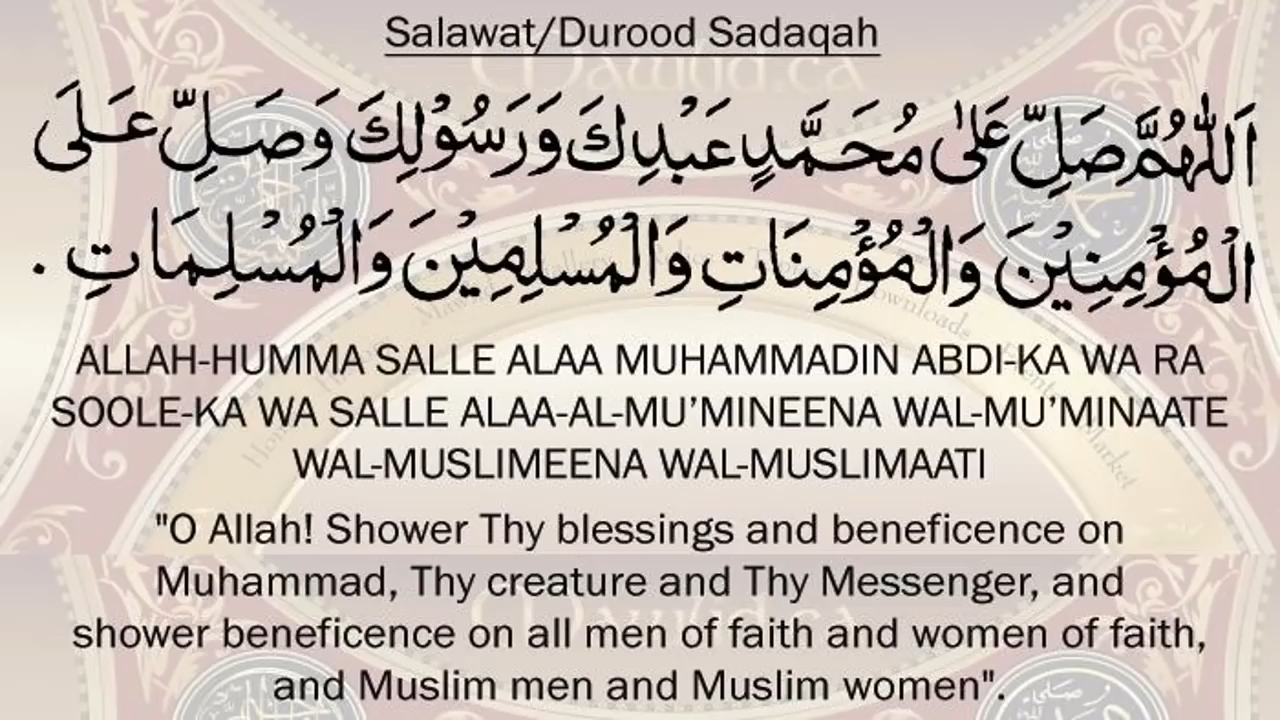 Salawat/Durood Sadaqah
اَللّٰهُمَّ صَلِّ عَلٰى مُحَمَّدٍ عَبْدِكَ وَرَسُوْلِكَ وَصَلِّ عَلَى
الْمُؤْمِنِيْنَ وَالْمُؤْمِنَاتِ وَالْمُسْلِمِيْنَ وَالْمُسْلِمَاتِ .
ALLAH-HUMMA SALLE ALAA MUHAMMADIN ABDI-KA WA RA
SOOLE-KA WA SALLE ALAA-AL-MU’MINEENA WAL-MU’MINAATE
WAL-MUSLIMEENA WAL-MUSLIMAATI
"O Allah! Shower Thy blessings and beneficence on
Muhammad, Thy creature and Thy Messenger, and
shower beneficence on all men of faith and women of faith,
and Muslim men and Muslim women".